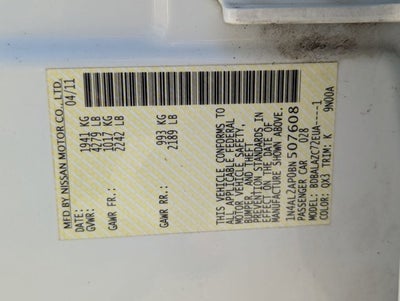 MFD BY NISSAN MOTOR CO., LTD.
DATE: 04/11
GVWR: 1941 KG
4279 LB
GAWR FR.: 1017 KG
2242 LB
GAWR RR.: 993 KG
2189 LB
THIS VEHICLE CONFORMS TO
ALL APPLICABLE FEDERAL
MOTOR VEHICLE SAFETY,
BUMPER, AND THEFT
PREVENTION STANDARDS IN
EFFECT ON THE DATE OF
MANUFACTURE SHOWN ABOVE.
1N4AL2AP0BN507608
PASSENGER CAR 028
MODEL: BDBALAZC72EUA-----1
COLOR: QX3 TRIM: K 9N00A